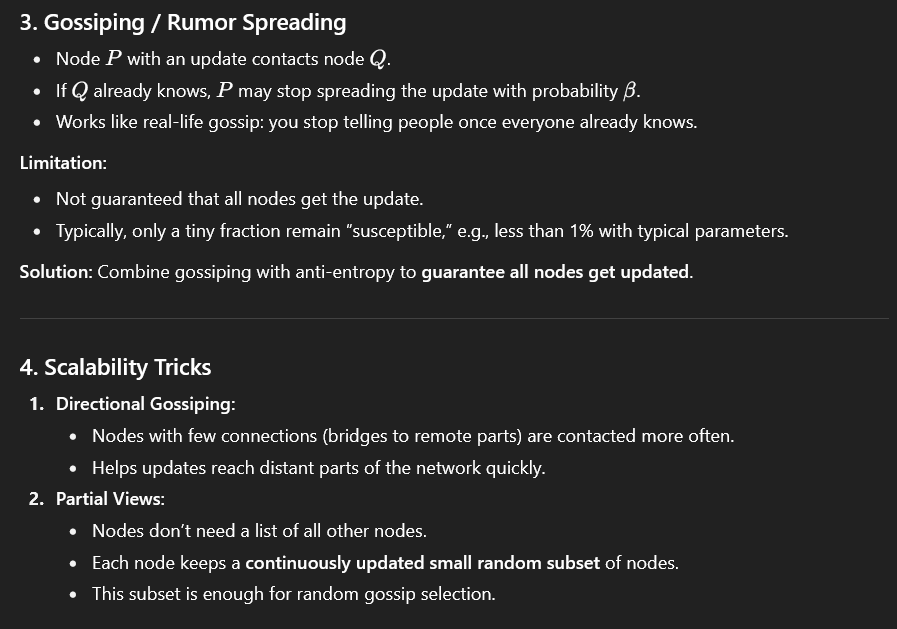 3. Gossiping / Rumor Spreading
• Node P with an update contacts node Q.
• If Q already knows, P may stop spreading the update with probability β.
• Works like real-life gossip: you stop telling people once everyone already knows.
Limitation:
• Not guaranteed that all nodes get the update.
• Typically, only a tiny fraction remain “susceptible,” e.g., less than 1% with typical parameters.
Solution: Combine gossiping with anti-entropy to guarantee all nodes get updated.
4. Scalability Tricks
1. Directional Gossiping:
• Nodes with few connections (bridges to remote parts) are contacted more often.
• Helps updates reach distant parts of the network quickly.
2. Partial Views:
• Nodes don’t need a list of all other nodes.
• Each node keeps a continuously updated small random subset of nodes.
• This subset is enough for random gossip selection.